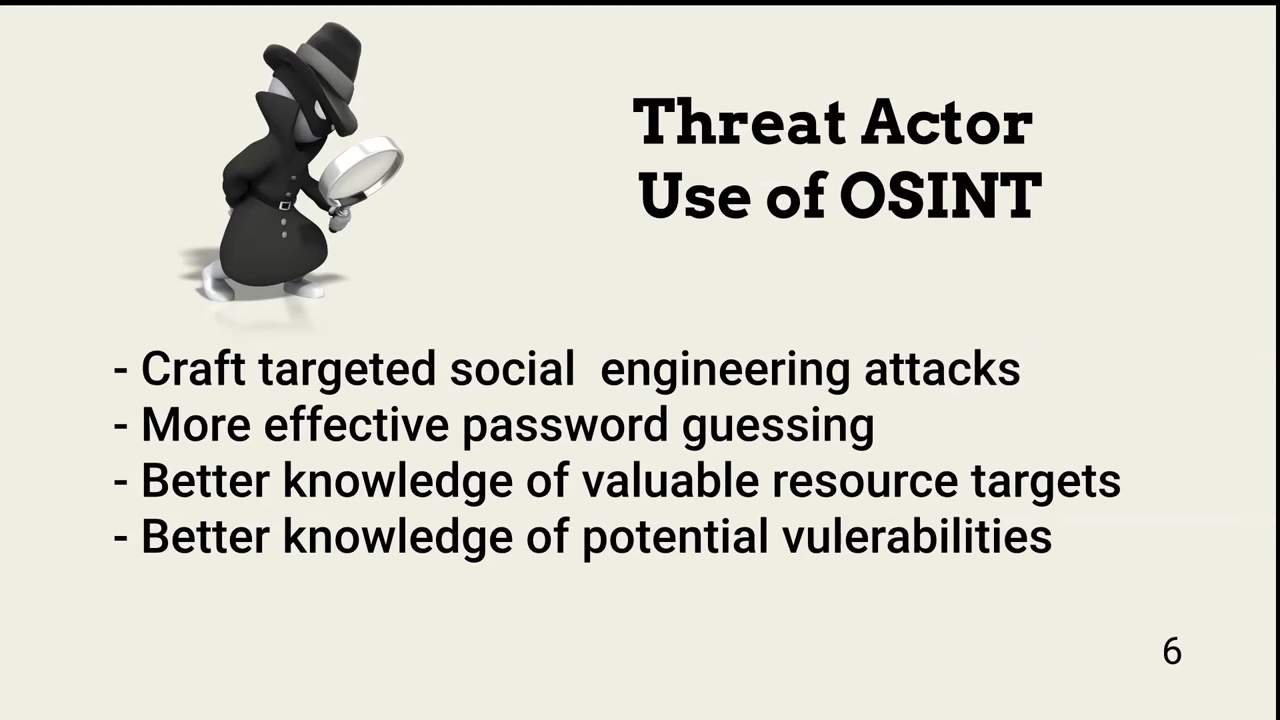 Threat Actor
Use of OSINT
- Craft targeted social  engineering attacks
- More effective password guessing
- Better knowledge of valuable resource targets
- Better knowledge of potential vulerabilities
6